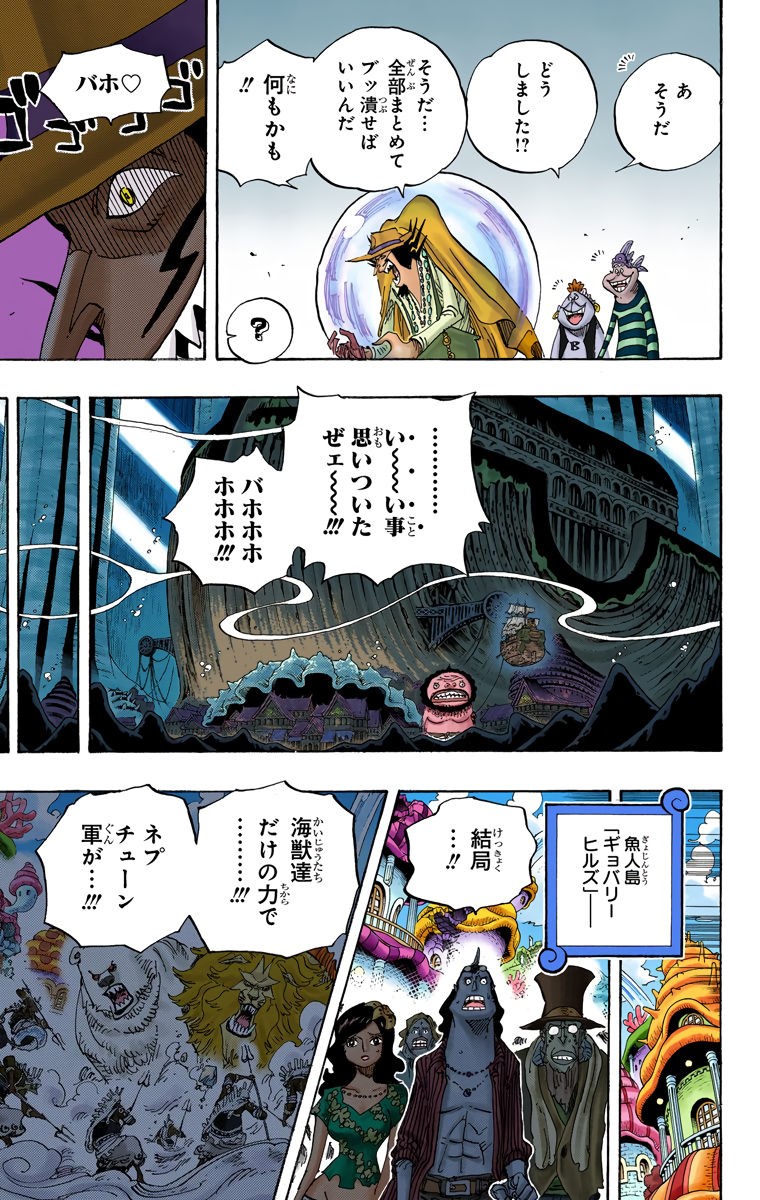 あ
そうだ
どう
しました!?
そうだ…
全部まとめて
ブッ潰せば
いいんだ
何もかも
!!
?
バホ♡
ゴゴゴゴ
………
い〜〜い事
思いついた
ぜェ〜〜!!!
バホホホ
ホホホ!!!
魚人島
「ギョバリー
ヒルズ」──
結局
…!!
海獣達
だけの力で
………!!!
ネプ
チューン
軍が…!!!